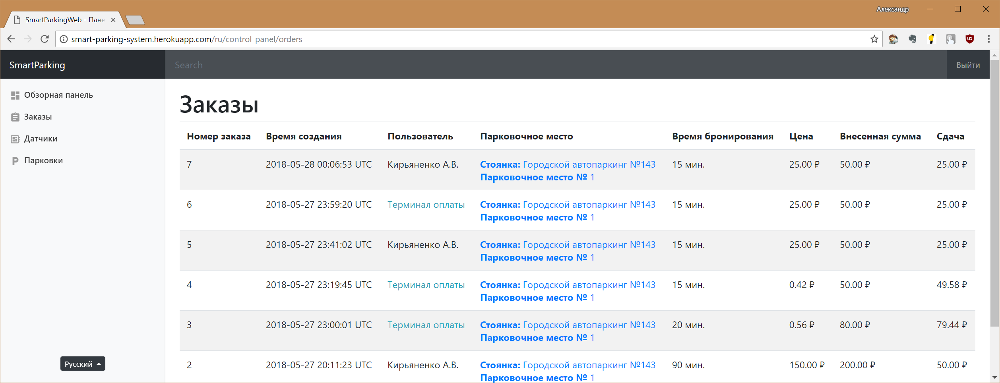 Александр
SmartParkingWeb - Пане
smart-parking-system.herokuapp.com/ru/control_panel/orders
SmartParking
Search
Выйти
Обзорная панель
Заказы
Датчики
Парковки
Русский
Заказы
Номер заказа Время создания Пользователь Парковочное место Время бронирования Цена Внесенная сумма Сдача
7 2018-05-28 00:06:53 UTC Кирьяненко А.В. Стоянка: Городской автопаркинг №143 15 мин. 25.00 ₽ 50.00 ₽ 25.00 ₽
Парковочное место № 1
6 2018-05-27 23:59:20 UTC Терминал оплаты Стоянка: Городской автопаркинг №143 15 мин. 25.00 ₽ 50.00 ₽ 25.00 ₽
Парковочное место № 1
5 2018-05-27 23:41:02 UTC Кирьяненко А.В. Стоянка: Городской автопаркинг №143 15 мин. 25.00 ₽ 50.00 ₽ 25.00 ₽
Парковочное место № 1
4 2018-05-27 23:19:45 UTC Терминал оплаты Стоянка: Городской автопаркинг №143 15 мин. 0.42 ₽ 50.00 ₽ 49.58 ₽
Парковочное место № 1
3 2018-05-27 23:00:01 UTC Терминал оплаты Стоянка: Городской автопаркинг №143 20 мин. 0.56 ₽ 80.00 ₽ 79.44 ₽
Парковочное место № 1
2 2018-05-27 20:11:23 UTC Кирьяненко А.В. Стоянка: Городской автопаркинг №143 90 мин. 150.00 ₽ 200.00 ₽ 50.00 ₽
Парковочное место № 1